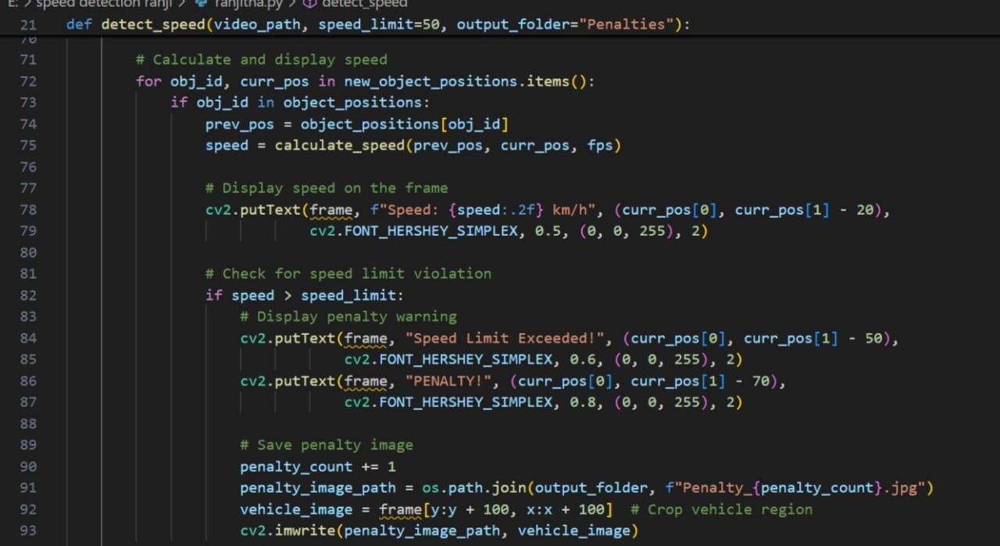 E: > speed detection ranji > ranjitha.py > detect_speed
21 def detect_speed(video_path, speed_limit=50, output_folder="Penalties"):
70
71 # Calculate and display speed
72 for obj_id, curr_pos in new_object_positions.items():
73 if obj_id in object_positions:
74 prev_pos = object_positions[obj_id]
75 speed = calculate_speed(prev_pos, curr_pos, fps)
76
77 # Display speed on the frame
78 cv2.putText(frame, f"Speed: {speed:.2f} km/h", (curr_pos[0], curr_pos[1] - 20),
79 cv2.FONT_HERSHEY_SIMPLEX, 0.5, (0, 0, 255), 2)
80
81 # Check for speed limit violation
82 if speed > speed_limit:
83 # Display penalty warning
84 cv2.putText(frame, "Speed Limit Exceeded!", (curr_pos[0], curr_pos[1] - 50),
85 cv2.FONT_HERSHEY_SIMPLEX, 0.6, (0, 0, 255), 2)
86 cv2.putText(frame, "PENALTY!", (curr_pos[0], curr_pos[1] - 70),
87 cv2.FONT_HERSHEY_SIMPLEX, 0.8, (0, 0, 255), 2)
88
89 # Save penalty image
90 penalty_count += 1
91 penalty_image_path = os.path.join(output_folder, f"Penalty_{penalty_count}.jpg")
92 vehicle_image = frame[y:y + 100, x:x + 100] # Crop vehicle region
93 cv2.imwrite(penalty_image_path, vehicle_image)